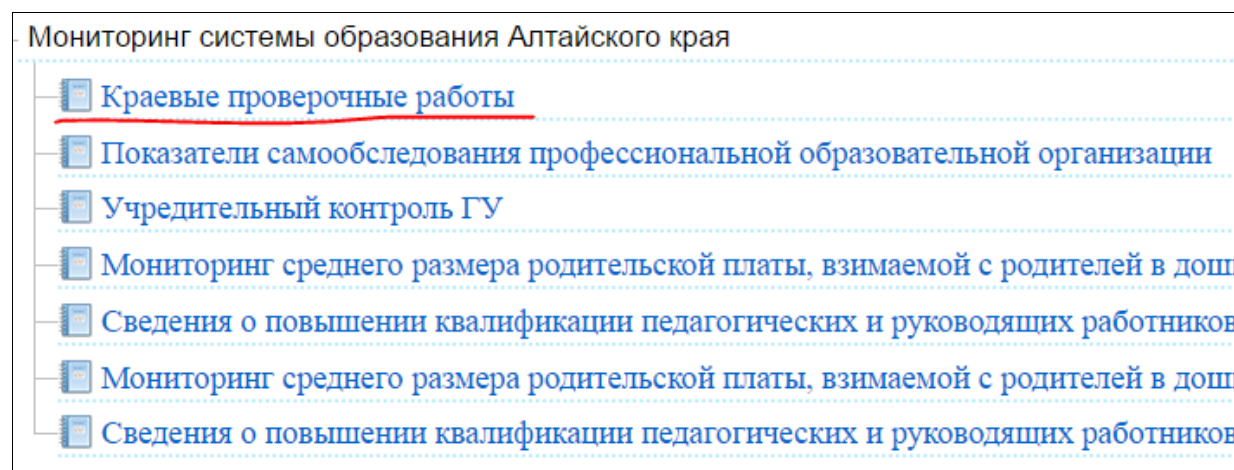 Мониторинг системы образования Алтайского края
Краевые проверочные работы
Показатели самообследования профессиональной образовательной организации
Учредительный контроль ГУ
Мониторинг среднего размера родительской платы, взимаемой с родителей в дош
Сведения о повышении квалификации педагогических и руководящих работников
Мониторинг среднего размера родительской платы, взимаемой с родителей в дош
Сведения о повышении квалификации педагогических и руководящих работников